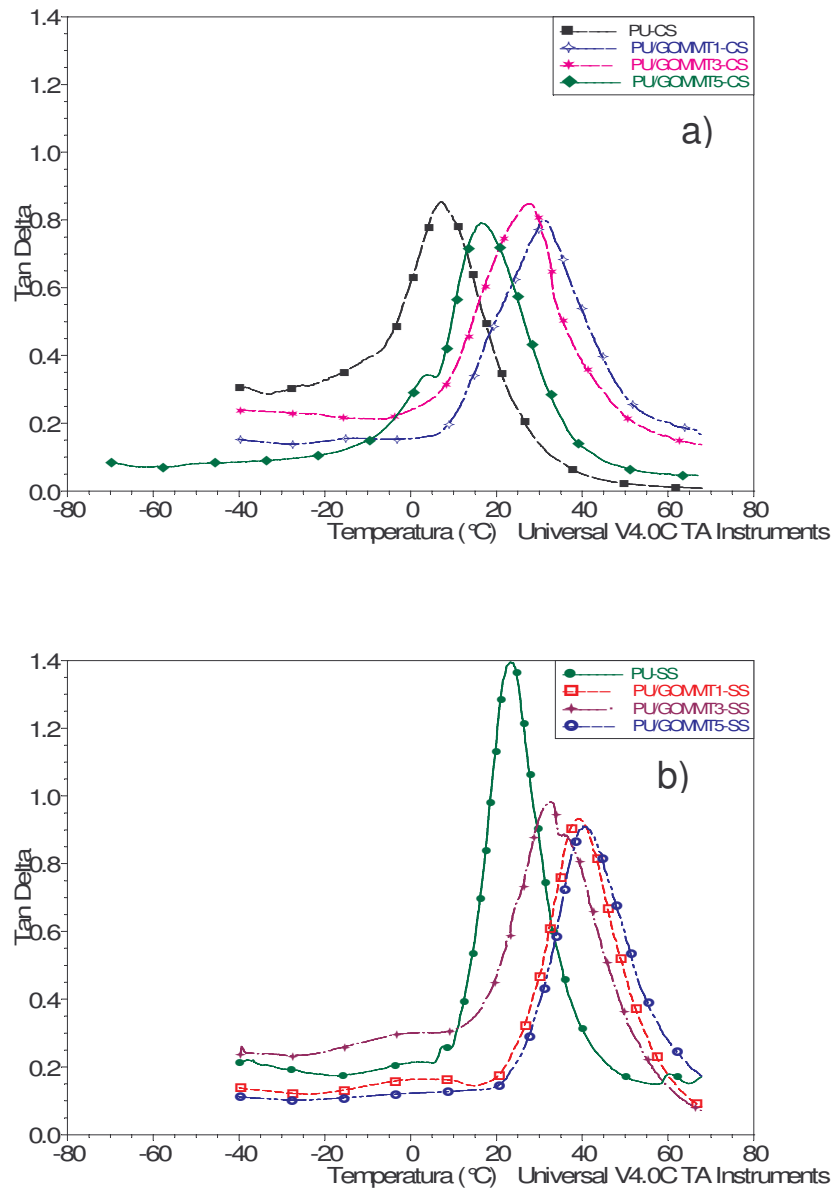 1.4
1.2
1.0
0.8
0.6
0.4
0.2
0.0
Tan Delta
PU-CS
PU/GOMMT1-CS
PU/GOMMT3-CS
PU/GOMMT5-CS
a)
-80 -60 -40 -20 0 20 40 60 80
Temperatura (°C) Universal V4.0C TA Instruments
1.4
1.2
1.0
0.8
0.6
0.4
0.2
0.0
Tan Delta
PU-SS
PU/GOMMT1-SS
PU/GOMMT3-SS
PU/GOMMT5-SS
b)
-80 -60 -40 -20 0 20 40 60 80
Temperatura (°C) Universal V4.0C TA Instruments